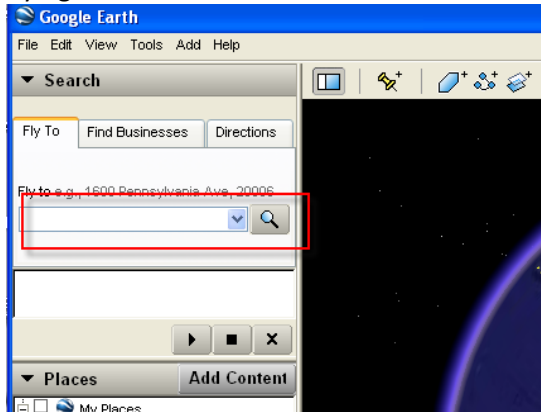 Google Earth
File Edit View Tools Add Help
Search
Fly To Find Businesses Directions
Fly to e.g., 1600 Pennsylvania Ave, 20006
Places Add Content
My Places